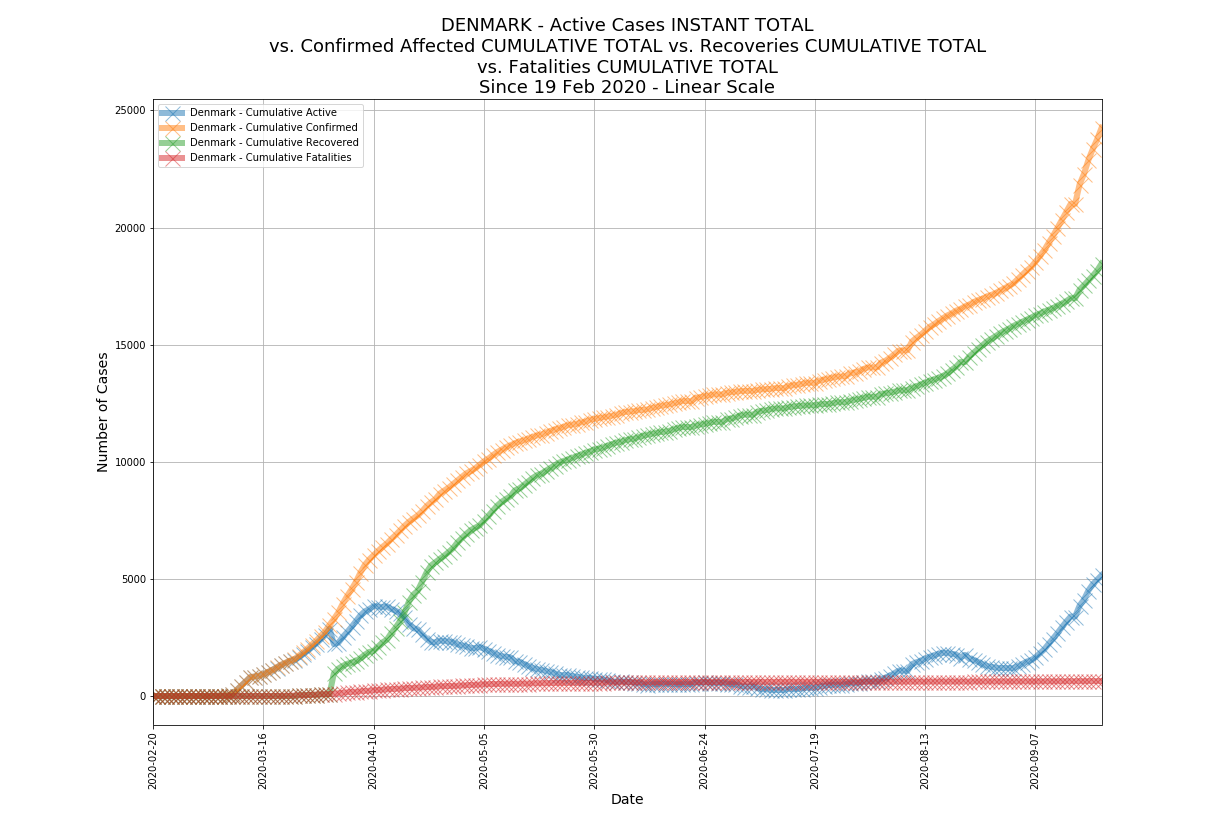 DENMARK - Active Cases INSTANT TOTAL
vs. Confirmed Affected CUMULATIVE TOTAL vs. Recoveries CUMULATIVE TOTAL
vs. Fatalities CUMULATIVE TOTAL
Since 19 Feb 2020 - Linear Scale
Denmark - Cumulative Active
Denmark - Cumulative Confirmed
Denmark - Cumulative Recovered
Denmark - Cumulative Fatalities
25000
20000
15000
10000
5000
0
Number of Cases
2020-02-20
2020-03-16
2020-04-10
2020-05-05
2020-05-30
2020-06-24
2020-07-19
2020-08-13
2020-09-07
Date